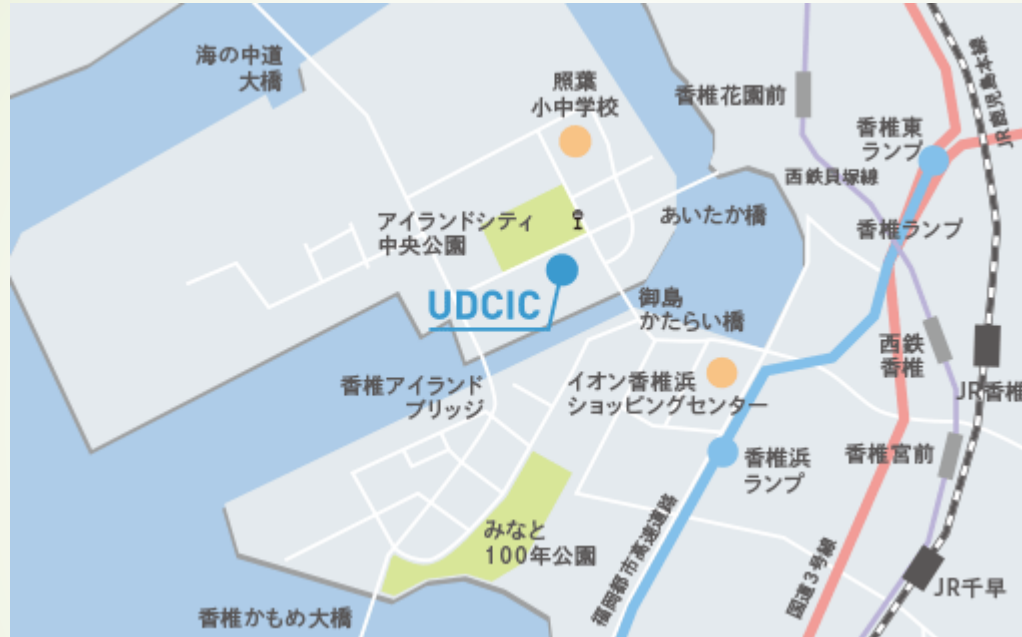 海の中道
大橋
照葉
小中学校
香椎花園前
JR鹿児島本線
香椎東
ランプ
西鉄貝塚線
アイランドシティ
中央公園
あいたか橋
香椎ランプ
UDCIC
御島
かたらい橋
西鉄
香椎
香椎アイランド
ブリッジ
イオン香椎浜
ショッピングセンター
JR香椎
香椎浜
ランプ
香椎宮前
みなと
100年公園
福岡都市高速道路
国道3号線
JR千早
香椎かもめ大橋